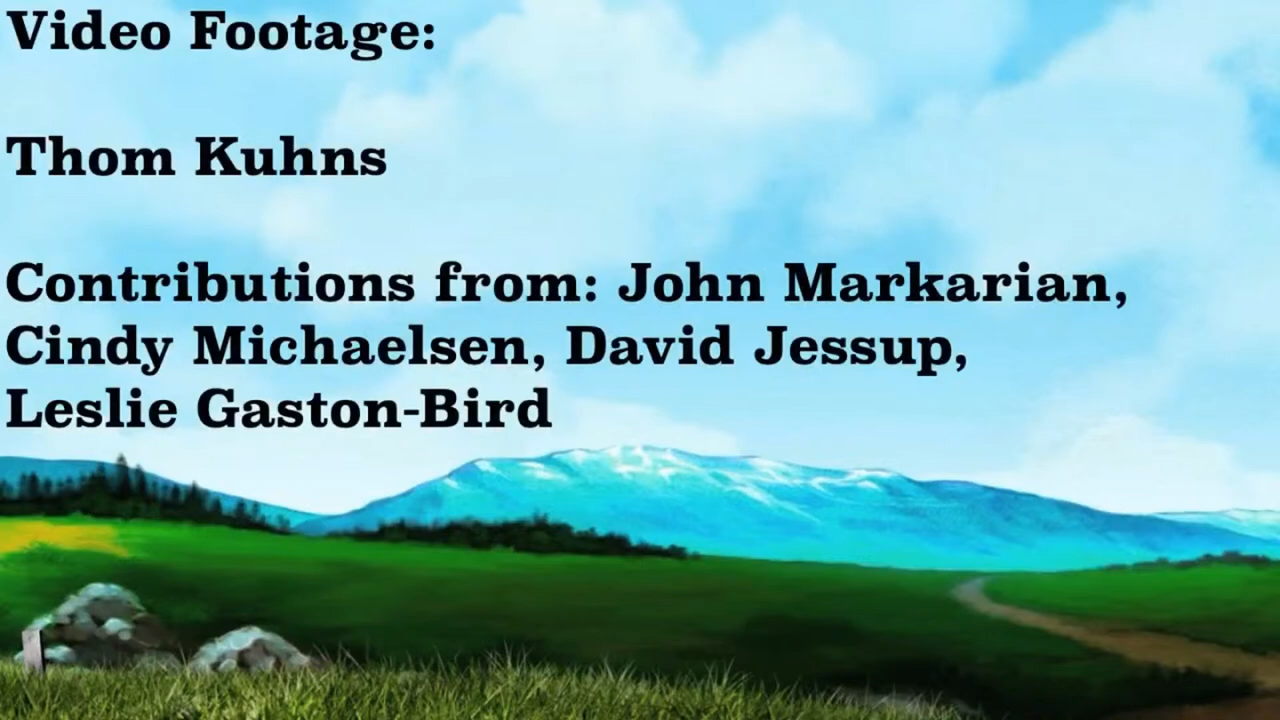 Video Footage:
Thom Kuhns
Contributions from: John Markarian,
Cindy Michaelsen, David Jessup,
Leslie Gaston-Bird